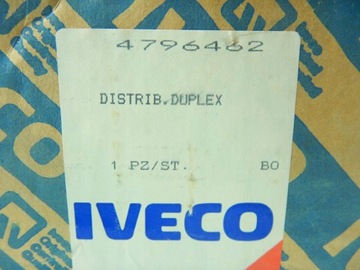 4796462
DISTRIB.DUPLEX
1 PZ/ST. BO
IVECO